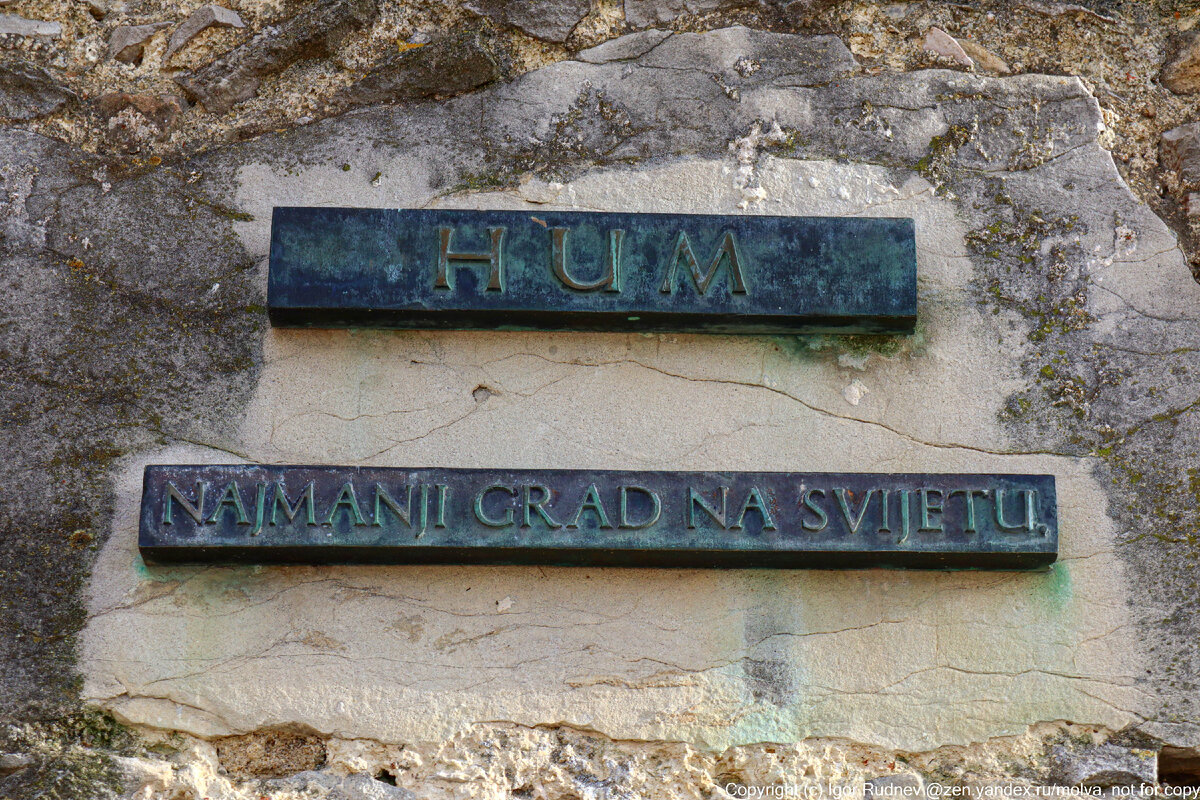 HUM
NAJMANJI GRAD NA SVIJETU.
Copyright (c) Igor Rudnev @zen.yandex.ru/molva, not for copy